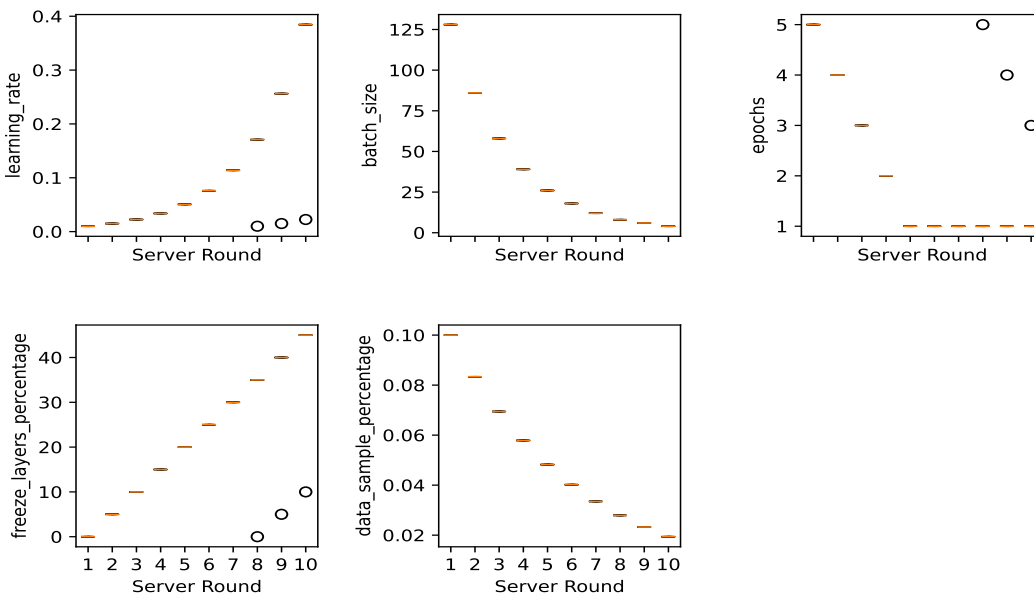 learning_rate
0.4
0.3
0.2
0.1
0.0
Server Round
batch_size
125
100
75
50
25
0
Server Round
epochs
5
4
3
2
1
Server Round
freeze_layers_percentage
40
30
20
10
0
1 2 3 4 5 6 7 8 9 10
Server Round
data_sample_percentage
0.10
0.08
0.06
0.04
0.02
1 2 3 4 5 6 7 8 9 10
Server Round